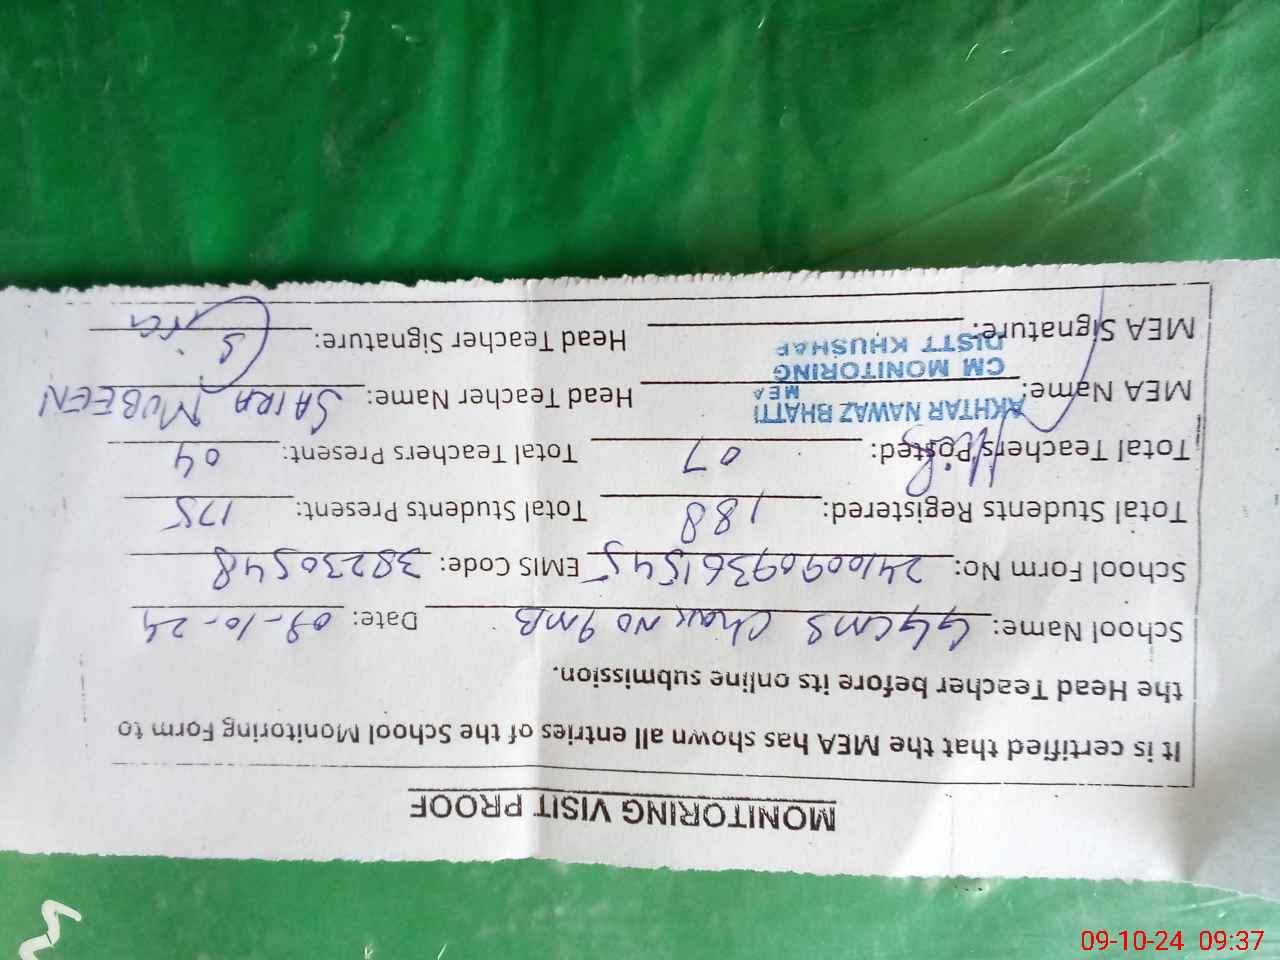 MONITORING VISIT PROOF
It is certified that the MEA has shown all entries of the School Monitoring Form to
the Head Teacher before its online submission.
School Name: GGCMS Chak No 9MB Date: 09-10-24
School Form No: 24100909361545 EMIS Code: 38230548
Total Students Registered: 188 Total Students Present: 175
Total Teachers Posted: 07 Total Teachers Present: 04
AKHTAR NAWAZ BHATTI
MEA
MEA Name: Head Teacher Name: SAIRA MUBEEN
CM MONITORING
DISTT KHUSHAB
MEA Signature: Head Teacher Signature:
09-10-24 09:37